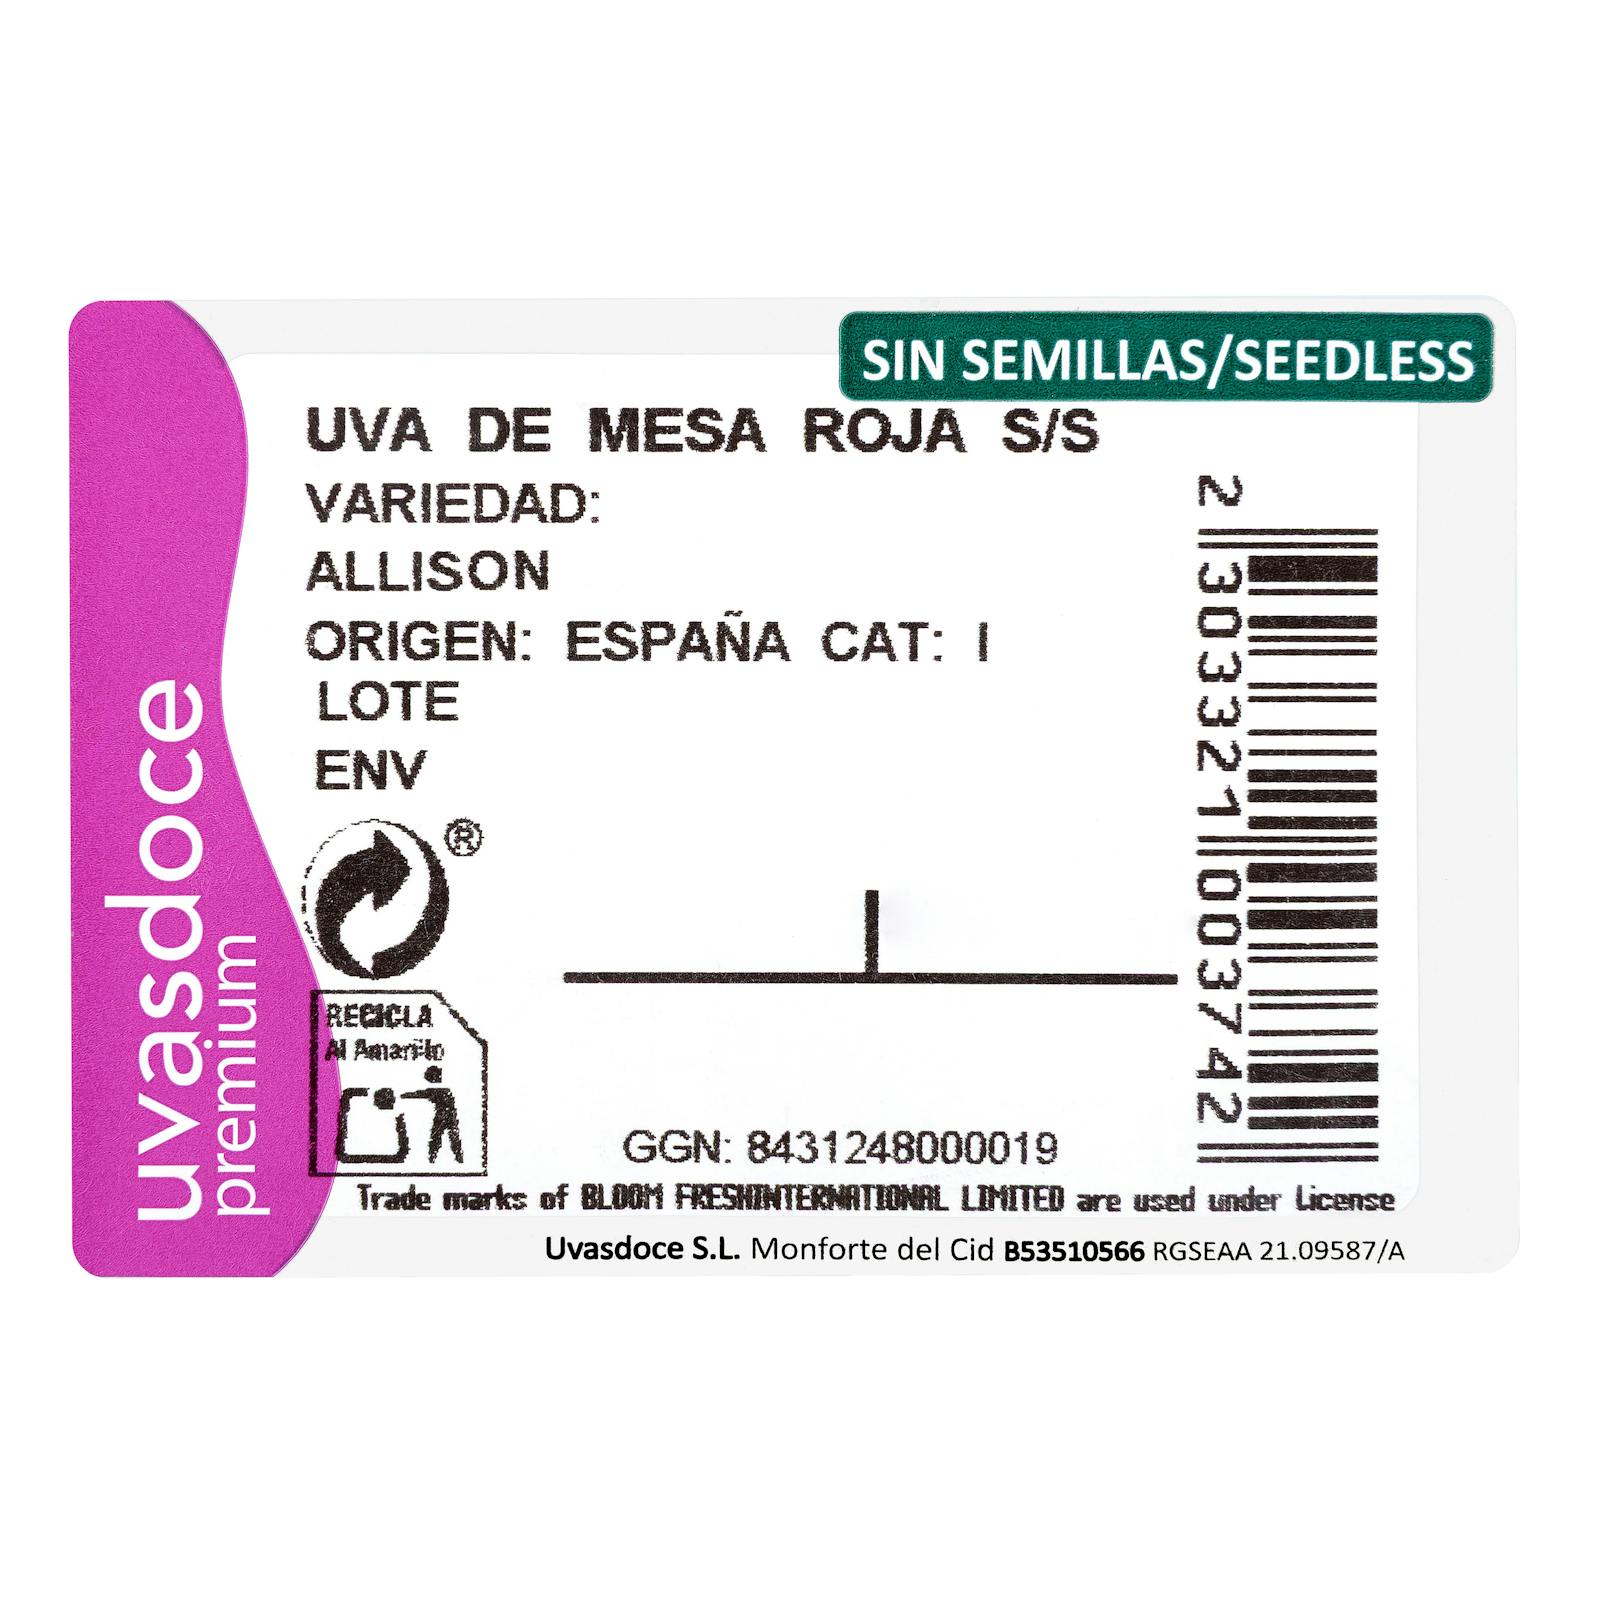 SIN SEMILLAS/SEEDLESS
UVA DE MESA ROJA S/S
VARIEDAD:
ALLISON
ORIGEN: ESPAÑA CAT: I
LOTE
ENV
®
RECICLA
Al Amarillo
GGN: 8431248000019
Trade marks of BLOOM FRESHINTERNATIONAL LIMITED are used under License
Uvasdoce S.L. Monforte del Cid B53510566 RGSEAA 21.09587/A
uvasdoce
premium
2 303321 003742